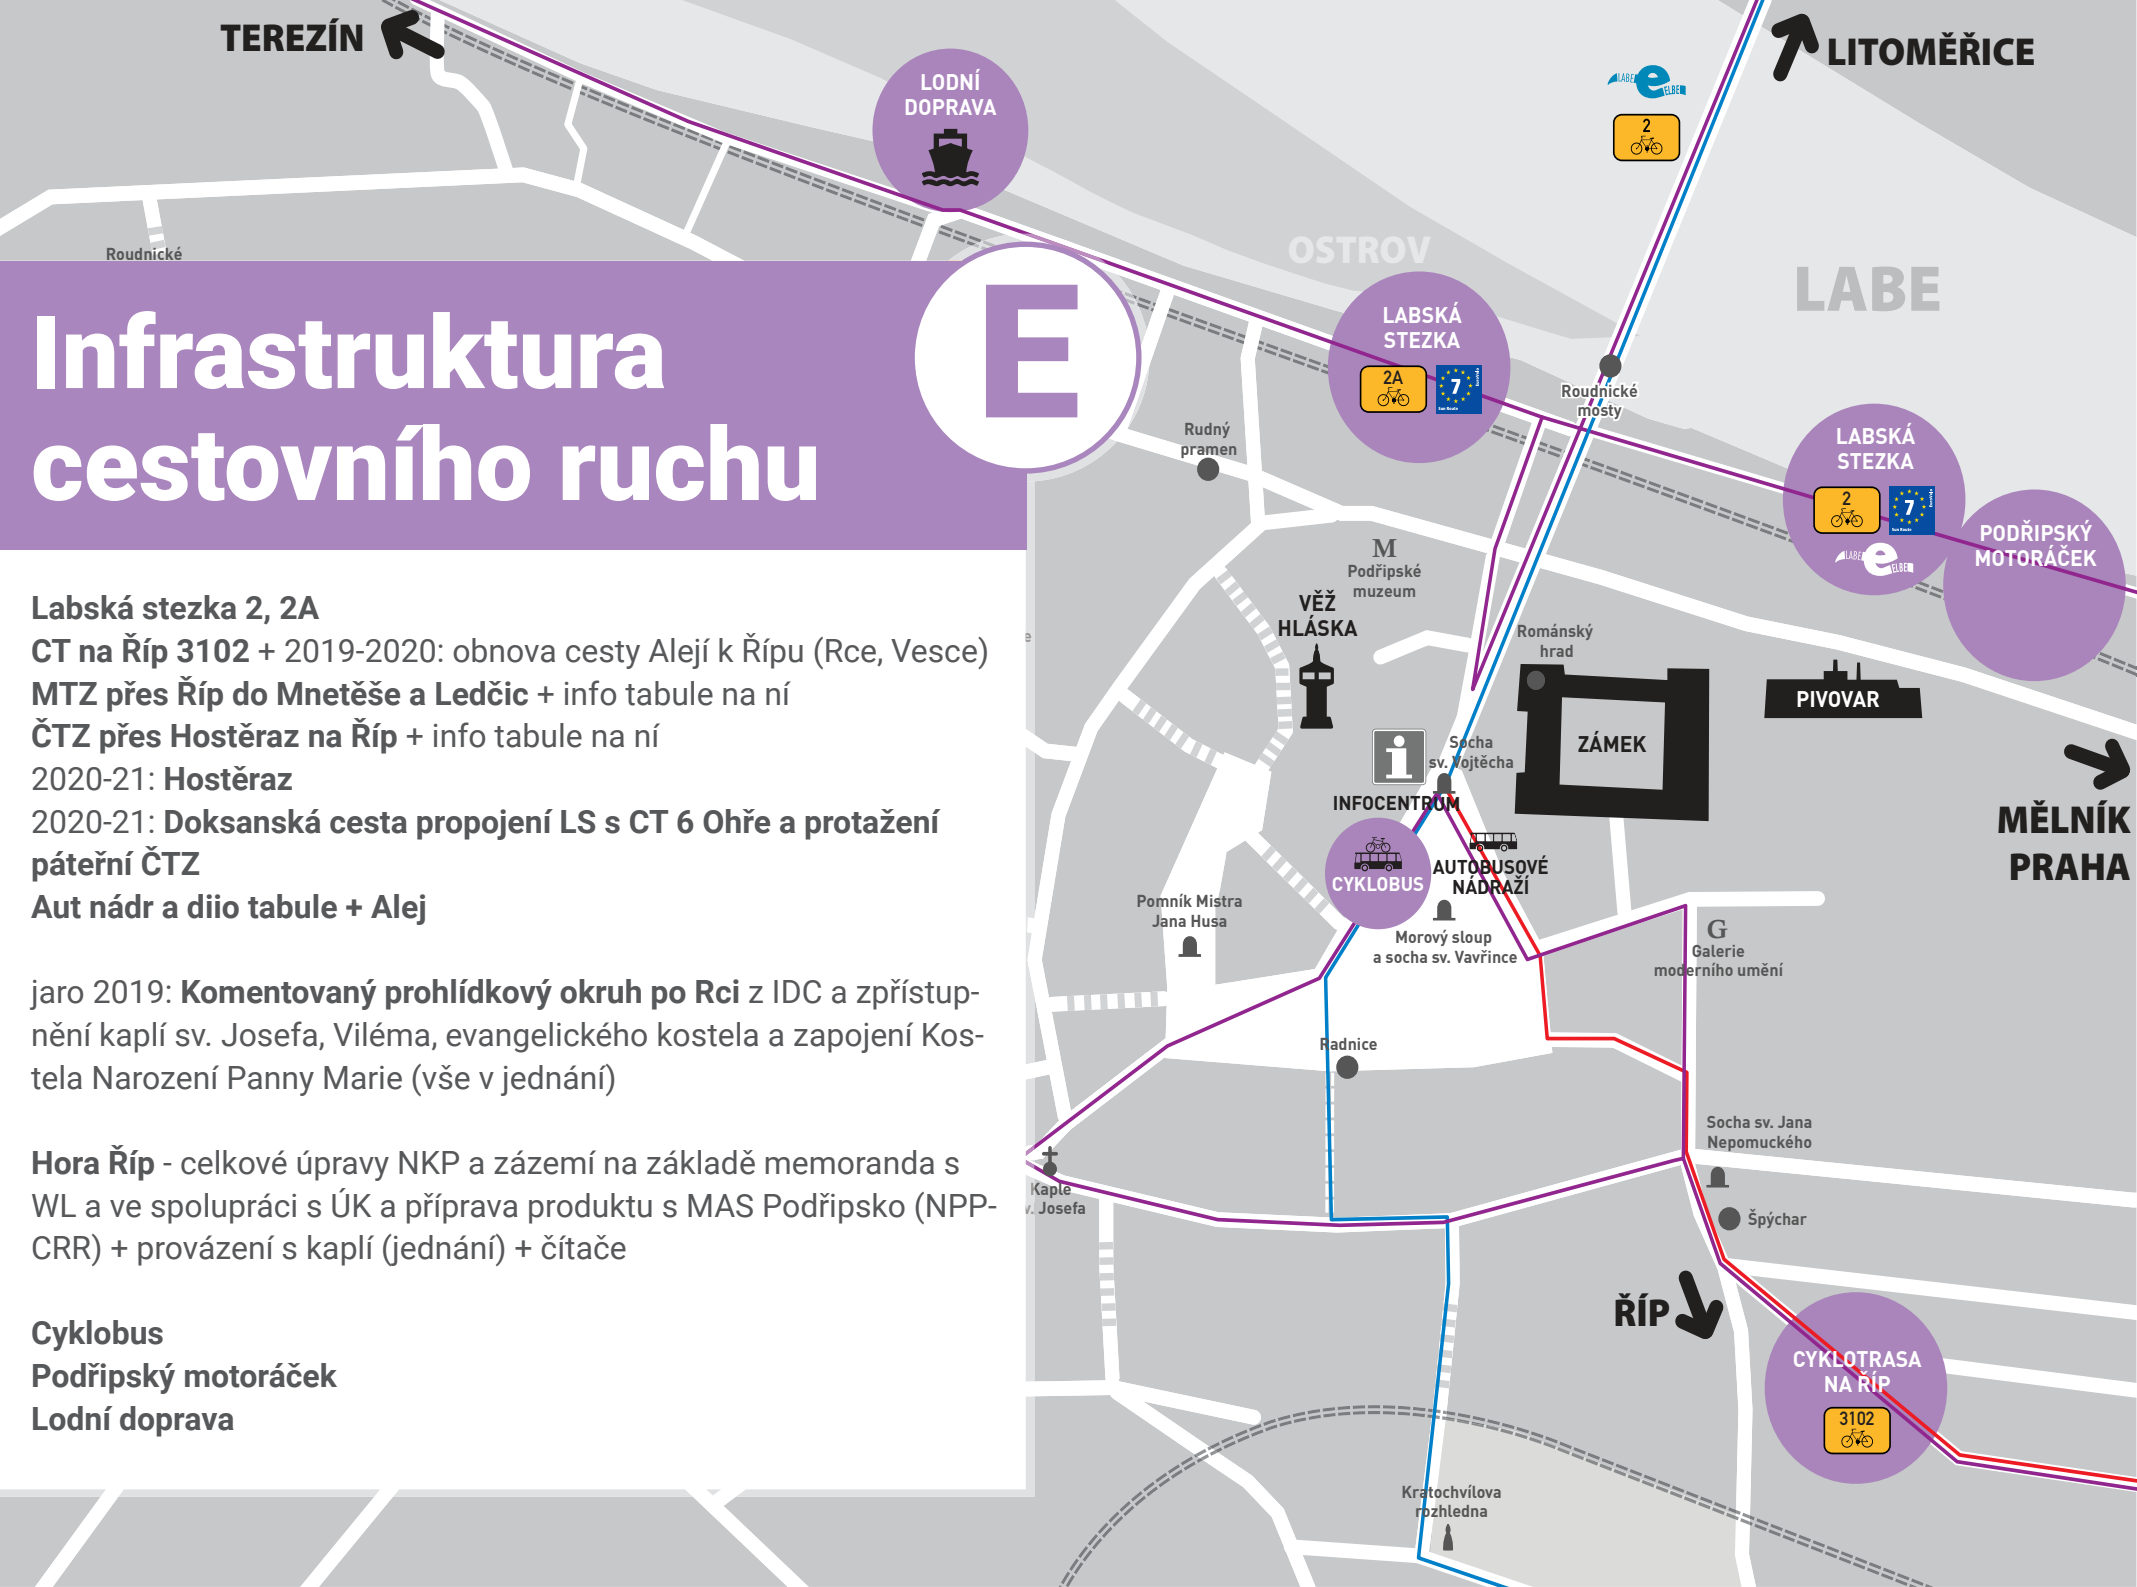 TEREZÍN
LITOMĚŘICE
LODNÍ
DOPRAVA
LABE
ELBE
2
Roudnické
OSTROV
LABE
Infrastruktura
cestovního ruchu
E
LABSKÁ
STEZKA
2A
7
Sun Route
Roudnické
mosty
Rudný
pramen
LABSKÁ
STEZKA
2
7
Sun Route
LABE
ELBE
PODŘIPSKÝ
MOTORÁČEK
M
Podřipské
muzeum
VĚŽ
HLÁSKA
Románský
hrad
PIVOVAR
ZÁMEK
Socha
sv. Vojtěcha
INFOCENTRUM
MĚLNÍK
PRAHA
CYKLOBUS
AUTOBUSOVÉ
NÁDRAŽÍ
Pomník Mistra
Jana Husa
Morový sloup
a socha sv. Vavřince
G
Galerie
moderního umění
Radnice
Socha sv. Jana
Nepomuckého
Kaple
v. Josefa
Špýchar
ŘÍP
CYKLOTRASA
NA ŘÍP
3102
Kratochvílova
rozhledna
Labská stezka 2, 2A
CT na Říp 3102 + 2019-2020: obnova cesty Alejí k Řípu (Rce, Vesce)
MTZ přes Říp do Mnetěše a Ledčic + info tabule na ní
ČTZ přes Hostěraz na Říp + info tabule na ní
2020-21: Hostěraz
2020-21: Doksanská cesta propojení LS s CT 6 Ohře a protažení
páteřní ČTZ
Aut nádr a diio tabule + Alej
jaro 2019: Komentovaný prohlídkový okruh po Rci z IDC a zpřístup-
nění kaplí sv. Josefa, Viléma, evangelického kostela a zapojení Kos-
tela Narození Panny Marie (vše v jednání)
Hora Říp - celkové úpravy NKP a zázemí na základě memoranda s
WL a ve spolupráci s ÚK a příprava produktu s MAS Podřipsko (NPP-
CRR) + provázení s kaplí (jednání) + čítače
Cyklobus
Podřipský motoráček
Lodní doprava